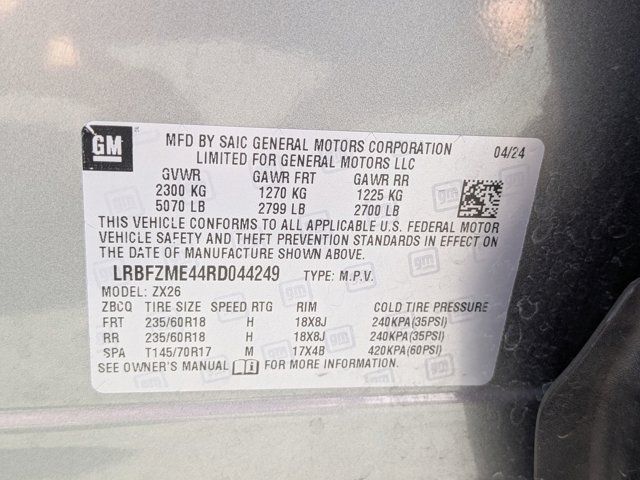 GM
MFD BY SAIC GENERAL MOTORS CORPORATION 04/24
LIMITED FOR GENERAL MOTORS LLC
GVWR GAWR FRT GAWR RR
2300 KG 1270 KG 1225 KG
5070 LB 2799 LB 2700 LB
THIS VEHICLE CONFORMS TO ALL APPLICABLE U.S. FEDERAL MOTOR
VEHICLE SAFETY AND THEFT PREVENTION STANDARDS IN EFFECT ON
THE DATE OF MANUFACTURE SHOWN ABOVE.
LRBFZME44RD044249 TYPE: M.P.V.
MODEL: ZX26
ZBCQ TIRE SIZE SPEED RTG RIM COLD TIRE PRESSURE
FRT 235/60R18 H 18X8J 240KPA(35PSI)
RR 235/60R18 H 18X8J 240KPA(35PSI)
SPA T145/70R17 M 17X4B 420KPA(60PSI)
SEE OWNER'S MANUAL FOR MORE INFORMATION.